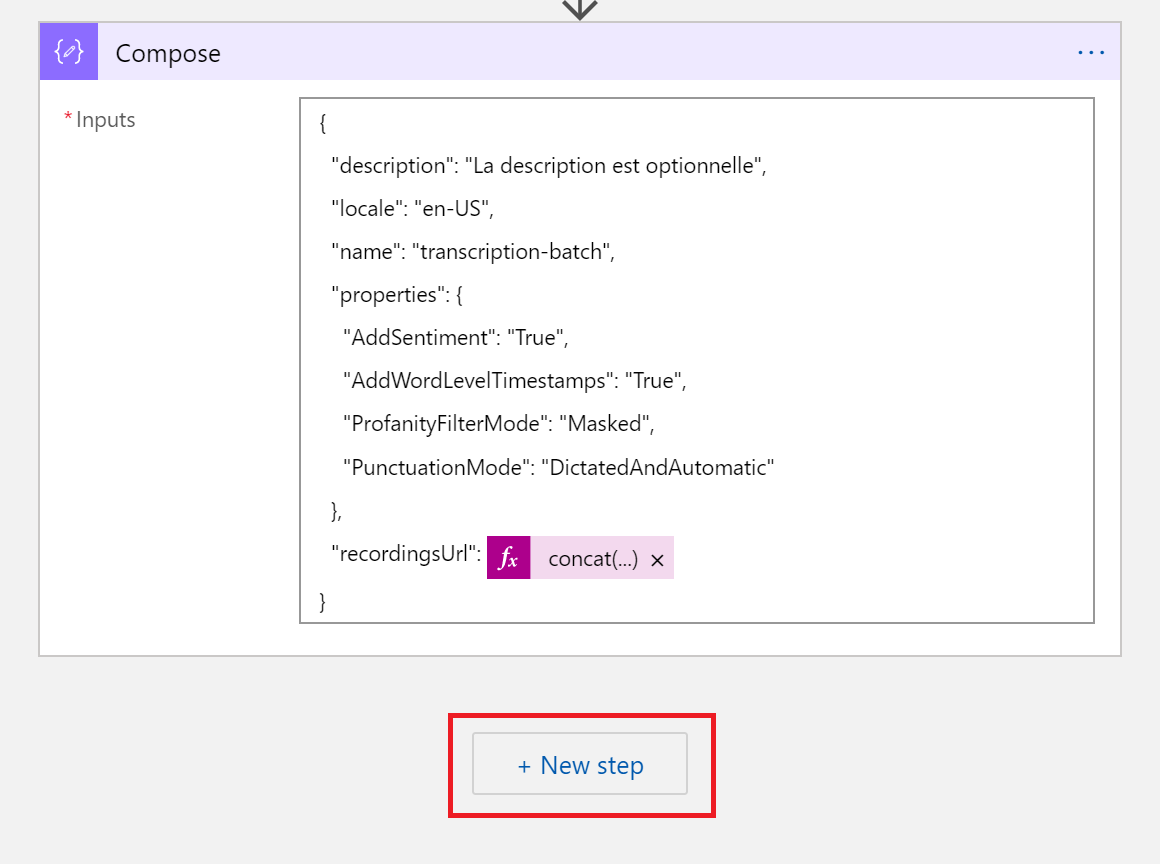 Compose
* Inputs
{
"description": "La description est optionnelle",
"locale": "en-US",
"name": "transcription-batch",
"properties": {
"AddSentiment": "True",
"AddWordLevelTimestamps": "True",
"ProfanityFilterMode": "Masked",
"PunctuationMode": "DictatedAndAutomatic"
},
"recordingsUrl": fx concat(...) ×
}
+ New step